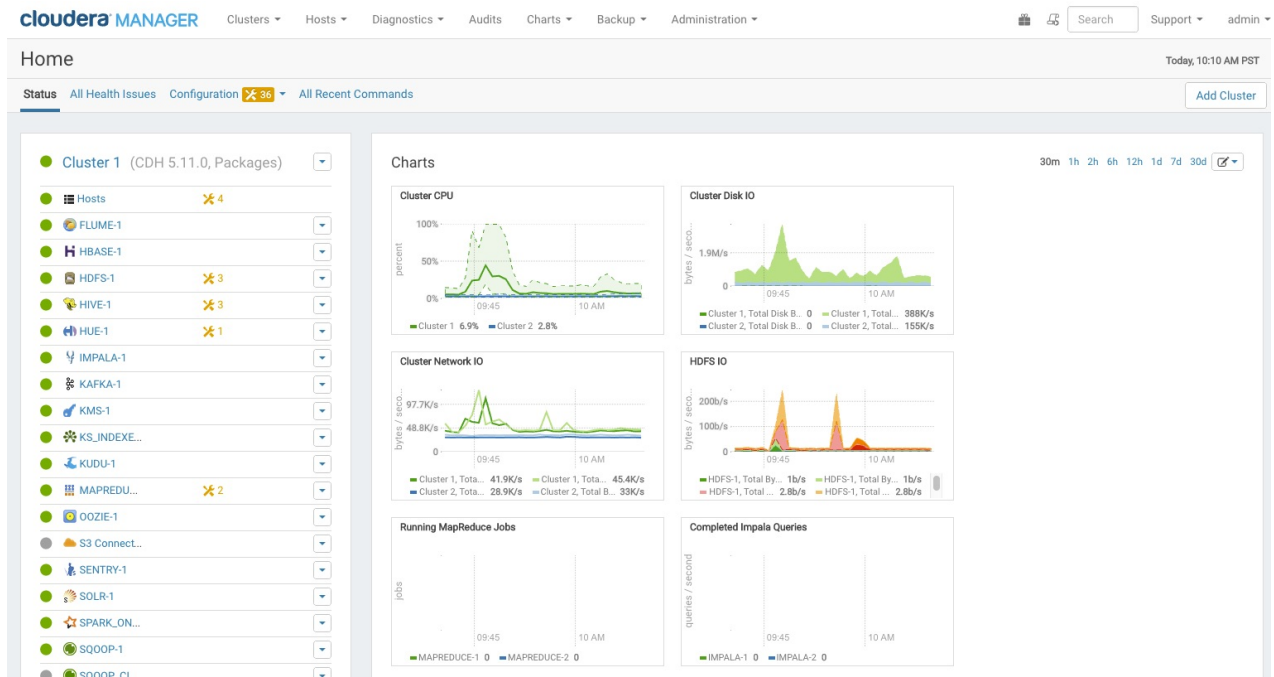 cloudera MANAGER Clusters Hosts Diagnostics Audits Charts Backup Administration Search Support admin
Home
Today, 10:10 AM PST
Status All Health Issues Configuration 36 All Recent Commands
Add Cluster
Cluster 1 (CDH 5.11.0, Packages)
Hosts 4
FLUME-1
HBASE-1
HDFS-1 3
HIVE-1 3
HUE-1 1
IMPALA-1
KAFKA-1
KMS-1
KS_INDEXE...
KUDU-1
MAPREDU... 2
OOZIE-1
S3 Connect...
SENTRY-1
SOLR-1
SPARK_ON...
SQOOP-1
SQOOP_CL...
Charts
30m 1h 2h 6h 12h 1d 7d 30d
Cluster CPU
percent
100%
50%
0%
09:45 10 AM
Cluster 1 6.9% Cluster 2 2.8%
Cluster Disk IO
bytes / seco...
1.9M/s
0
09:45 10 AM
Cluster 1, Total Disk B... 0 Cluster 1, Total... 388K/s
Cluster 2, Total Disk B... 0 Cluster 2, Total... 155K/s
Cluster Network IO
bytes / seco...
97.7K/s
48.8K/s
0
09:45 10 AM
Cluster 1, Tota... 41.9K/s Cluster 1, Tota... 45.4K/s
Cluster 2, Tota... 28.9K/s Cluster 2, Total B... 33K/s
HDFS IO
bytes / seco...
200b/s
100b/s
0
09:45 10 AM
HDFS-1, Total By... 1b/s HDFS-1, Total By... 1b/s
HDFS-1, Total ... 2.8b/s HDFS-1, Total ... 2.8b/s
Running MapReduce Jobs
jobs
09:45 10 AM
MAPREDUCE-1 0 MAPREDUCE-2 0
Completed Impala Queries
queries / second
09:45 10 AM
IMPALA-1 0 IMPALA-2 0